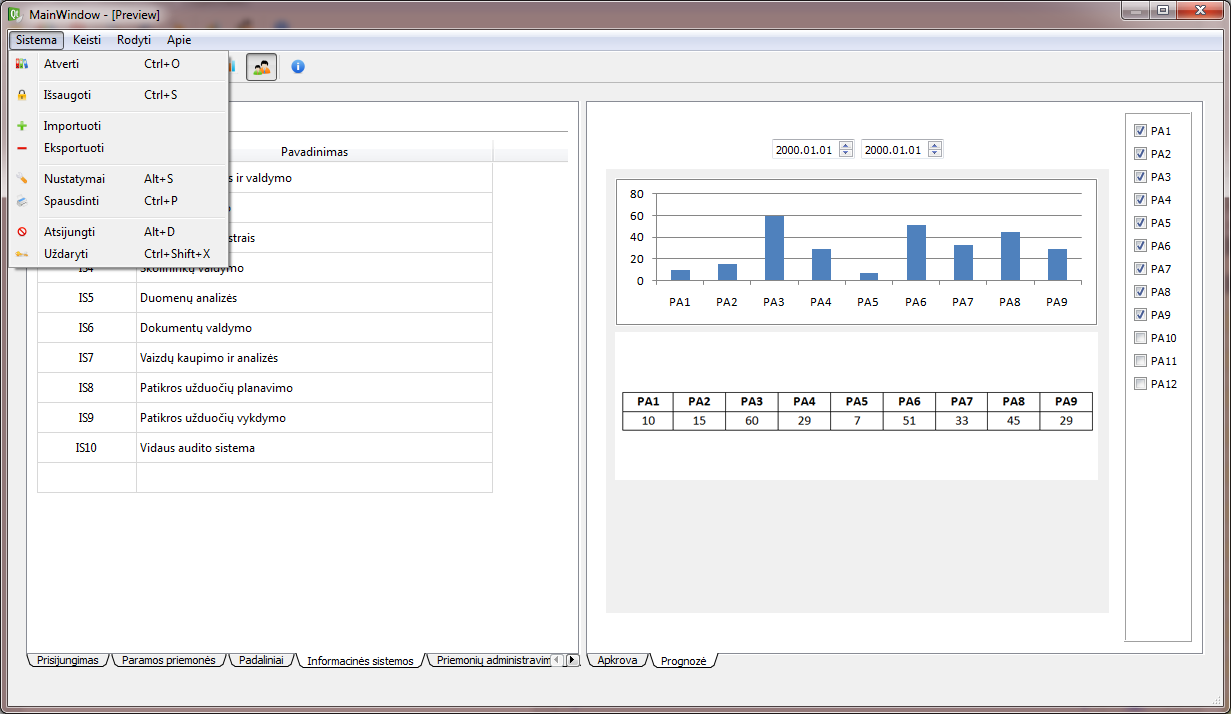 MainWindow - [Preview]
Sistema Keisti Rodyti Apie
Atverti Ctrl+O
Išsaugoti Ctrl+S
Importuoti
Eksportuoti
Nustatymai Alt+S
Spausdinti Ctrl+P
Atsijungti Alt+D
Uždaryti Ctrl+Shift+X
Pavadinimas
s ir valdymo
strais
IS4 Skolininkų valdymo
IS5 Duomenų analizės
IS6 Dokumentų valdymo
IS7 Vaizdų kaupimo ir analizės
IS8 Patikros užduočių planavimo
IS9 Patikros užduočių vykdymo
IS10 Vidaus audito sistema
Prisijungimas Paramos priemonės Padaliniai Informacinės sistemos Priemonių administravim
2000.01.01 2000.01.01
80
60
40
20
0
PA1 PA2 PA3 PA4 PA5 PA6 PA7 PA8 PA9
PA1 PA2 PA3 PA4 PA5 PA6 PA7 PA8 PA9
10 15 60 29 7 51 33 45 29
PA1
PA2
PA3
PA4
PA5
PA6
PA7
PA8
PA9
PA10
PA11
PA12
Apkrova Prognozė